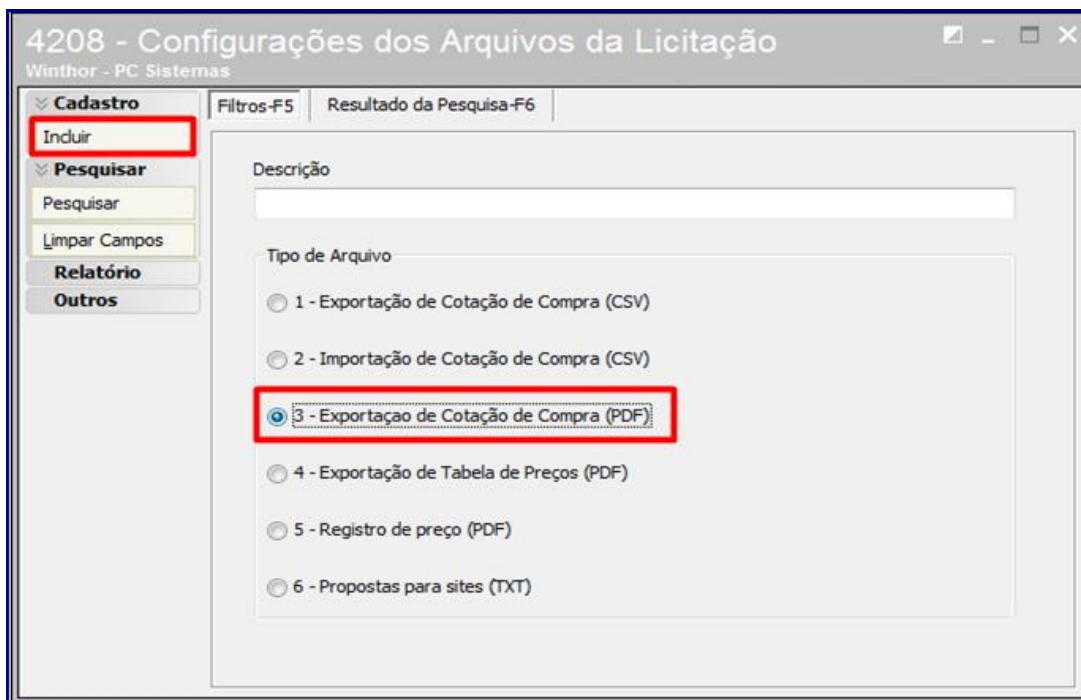 4208 - Configurações dos Arquivos da Licitação
Winthor - PC Sistemas
Cadastro
Incluir
Pesquisar
Pesquisar
Limpar Campos
Relatório
Outros
Filtros-F5
Resultado da Pesquisa-F6
Descrição
Tipo de Arquivo
1 - Exportação de Cotação de Compra (CSV)
2 - Importação de Cotação de Compra (CSV)
3 - Exportaçao de Cotação de Compra (PDF)
4 - Exportação de Tabela de Preços (PDF)
5 - Registro de preço (PDF)
6 - Propostas para sites (TXT)